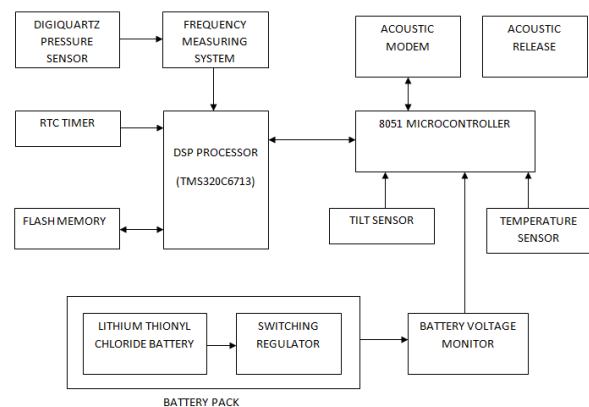 DIGIQUARTZ
PRESSURE
SENSOR
FREQUENCY
MEASURING
SYSTEM
ACOUSTIC
MODEM
ACOUSTIC
RELEASE
RTC TIMER
DSP PROCESSOR
(TMS320C6713)
8051 MICROCONTROLLER
FLASH MEMORY
TILT SENSOR
TEMPERATURE
SENSOR
LITHIUM THIONYL
CHLORIDE BATTERY
SWITCHING
REGULATOR
BATTERY VOLTAGE
MONITOR
BATTERY PACK